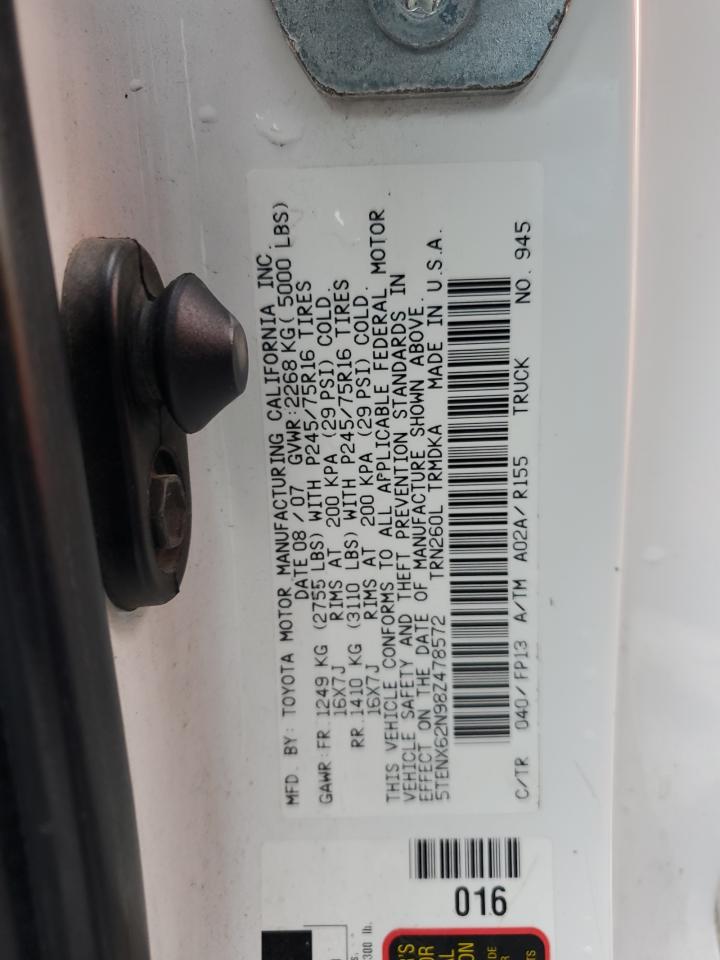 MFD. BY: TOYOTA MOTOR MANUFACTURING CALIFORNIA INC.
DATE 08 / 07 GVWR: 2268 KG ( 5000 LBS)
GAWR: FR. 1249 KG (2755 LBS) WITH P245/75R16 TIRES
16X7J RIMS AT 200 KPA (29 PSI) COLD.
RR. 1410 KG (3110 LBS) WITH P245/75R16 TIRES
16X7J RIMS AT 200 KPA (29 PSI) COLD.
THIS VEHICLE CONFORMS TO ALL APPLICABLE FEDERAL MOTOR
VEHICLE SAFETY AND THEFT PREVENTION STANDARDS IN
EFFECT ON THE DATE OF MANUFACTURE SHOWN ABOVE.
5TENX62N98Z478572 TRN260L TRMDKA MADE IN U.S.A.
C/TR 040/FP13 A/TM A02A/R155 TRUCK NO. 945
016
300 lb.